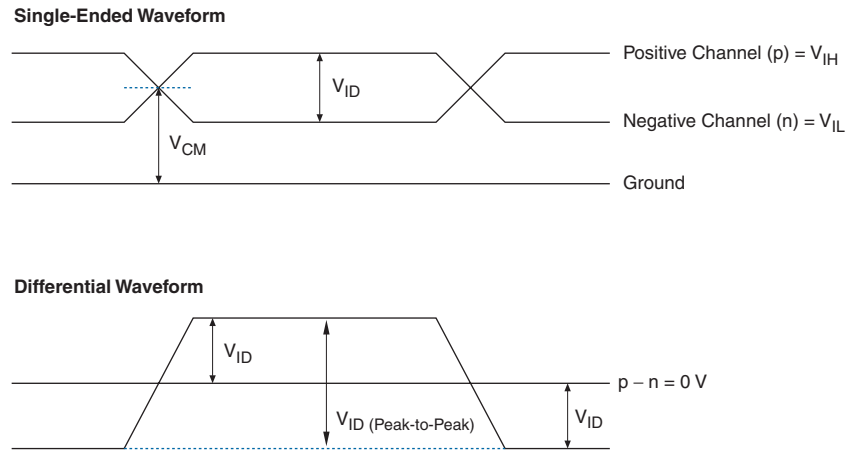 Single-Ended Waveform
Positive Channel (p) = VIH
VID
Negative Channel (n) = VIL
VCM
Ground
Differential Waveform
VID
p − n = 0 V
VID (Peak-to-Peak)
VID